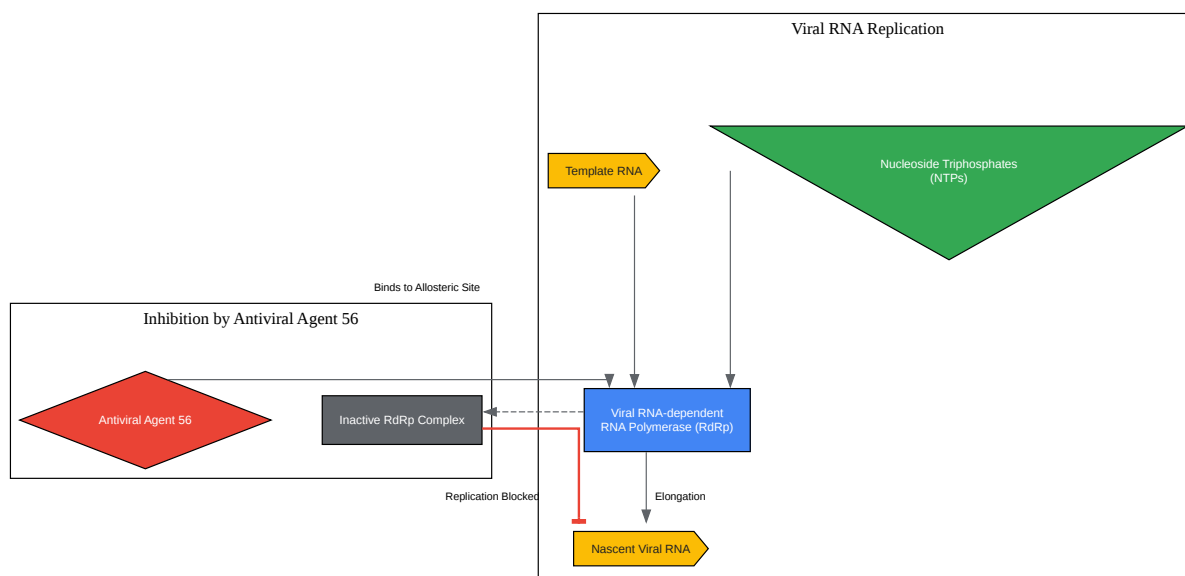 Viral RNA Replication
Template RNA
Nucleoside Triphosphates
(NTPs)
Binds to Allosteric Site
Inhibition by Antiviral Agent 56
Antiviral Agent 56
Inactive RdRp Complex
Viral RNA-dependent
RNA Polymerase (RdRp)
Replication Blocked
Elongation
Nascent Viral RNA